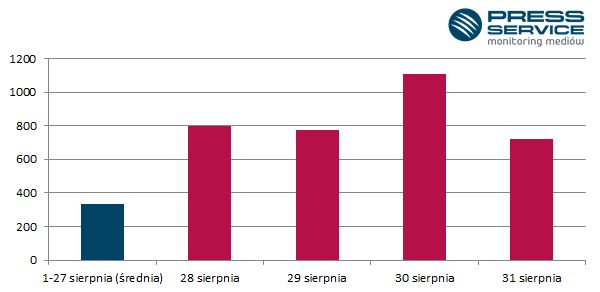 PRESS
SERVICE
monitoring mediów
1200
1000
800
600
400
200
0
1-27 sierpnia (średnia)
28 sierpnia
29 sierpnia
30 sierpnia
31 sierpnia